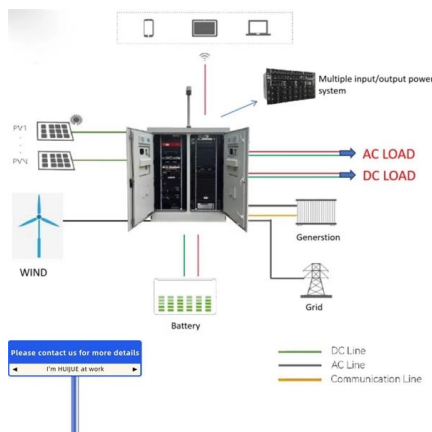 Multiple input/output power
system
PV1
PVN
AC LOAD
DC LOAD
WIND
Generstion
Grid
Battery
Please contact us for more details
I'm HUIJUE at work
DC Line
AC Line
Communication Line